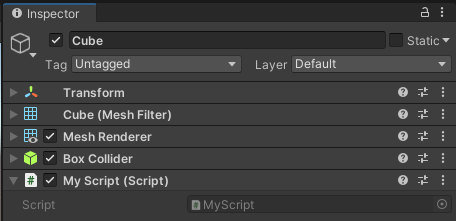 Inspector
Cube
Static
Tag Untagged Layer Default
Transform
Cube (Mesh Filter)
Mesh Renderer
Box Collider
# My Script (Script)
Script # MyScript